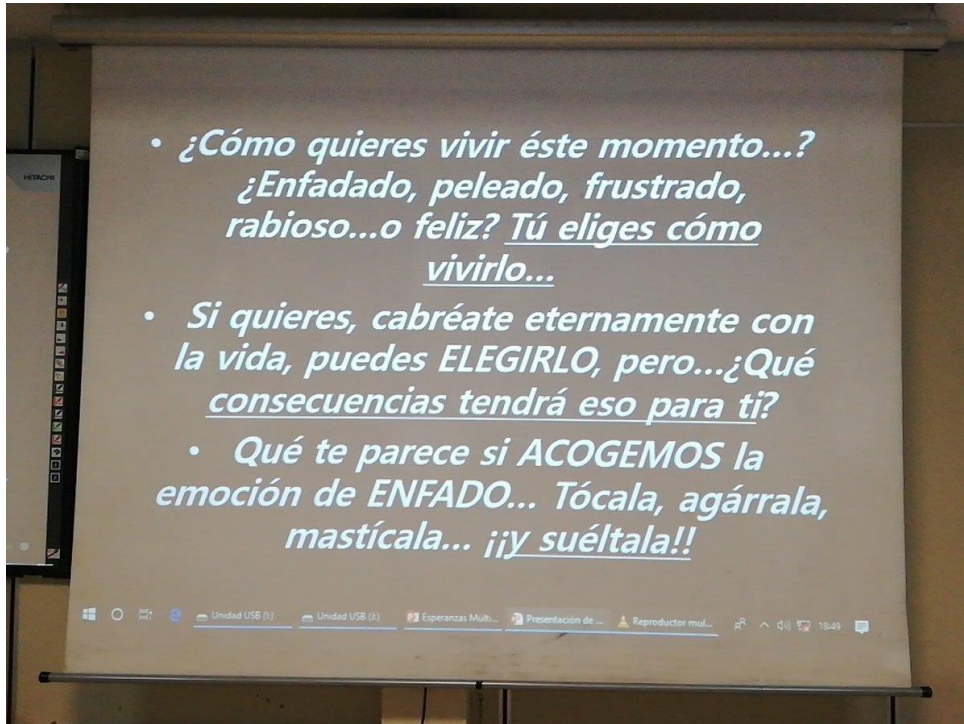 HITACHI
• ¿Cómo quieres vivir éste momento...?
¿Enfadado, peleado, frustrado,
rabioso...o feliz? Tú eliges cómo
vivirlo...
• Si quieres, cabréate eternamente con
la vida, puedes ELEGIRLO, pero...¿Qué
consecuencias tendrá eso para ti?
• Qué te parece si ACOGEMOS la
emoción de ENFADO... Tócala, agárrala,
mastícala... ¡¡y suéltala!!
Unidad USB (I:) Unidad USB (I:) Esperanzas Múlti... Presentación de ... Reproductor mul... 18:49